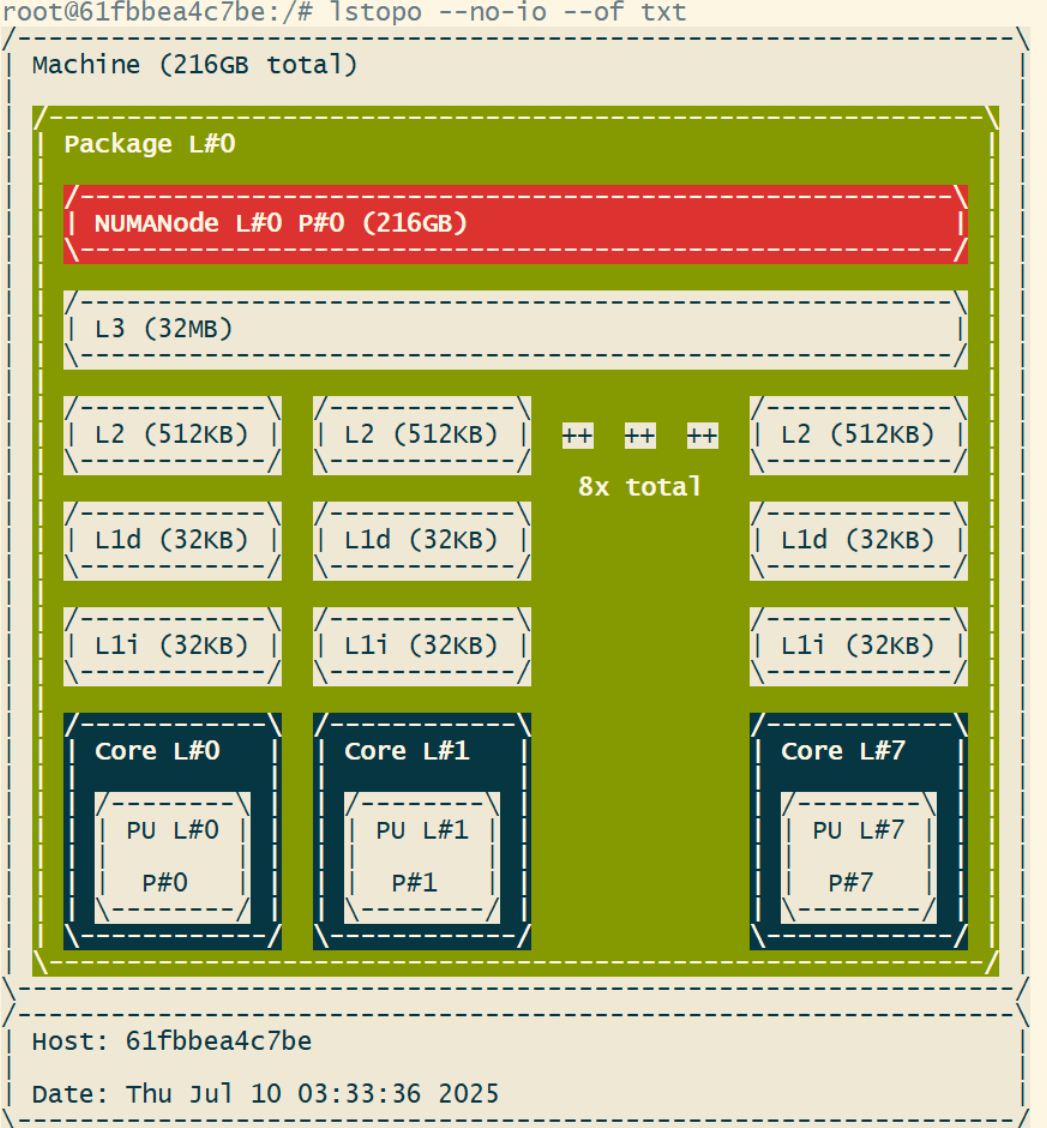 root@61fbbea4c7be:/# lstopo --no-io --of txt
Machine (216GB total)
Package L#0
NUMANode L#0 P#0 (216GB)
L3 (32MB)
L2 (512KB) L2 (512KB) ++ ++ ++ L2 (512KB)
8x total
L1d (32KB) L1d (32KB) L1d (32KB)
L1i (32KB) L1i (32KB) L1i (32KB)
Core L#0 Core L#1 Core L#7
PU L#0 PU L#1 PU L#7
P#0 P#1 P#7
Host: 61fbbea4c7be
Date: Thu Jul 10 03:33:36 2025